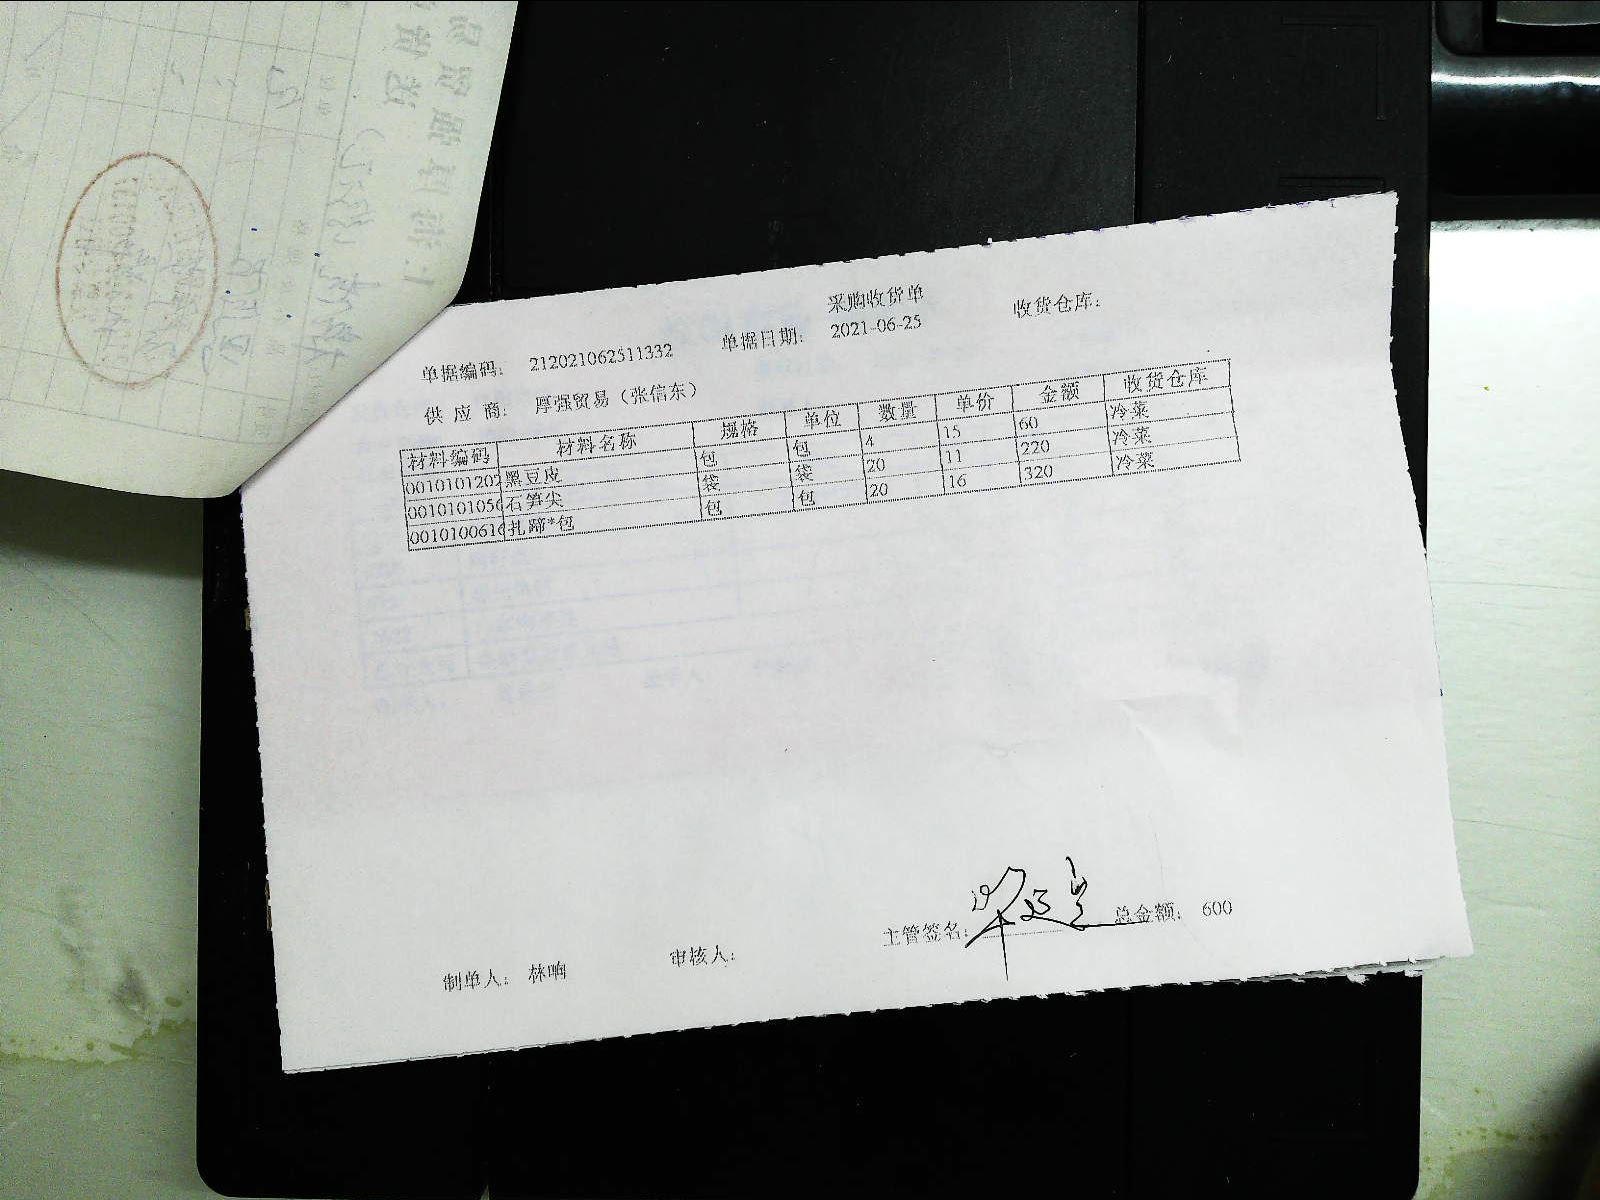 采购收货单
单据编码: 212021062511332 单据日期: 2021-06-25 收货仓库:
供 应 商: 厚强贸易（张信东）
材料编码 材料名称 规格 单位 数量 单价 金额 收货仓库
0010101202 黑豆皮 包 包 4 15 60 冷菜
0010101056 石笋尖 袋 袋 20 11 220 冷菜
0010100616 扎蹄*包 包 包 20 16 320 冷菜
制单人: 林响 审核人: 主管签名: 总金额: 600